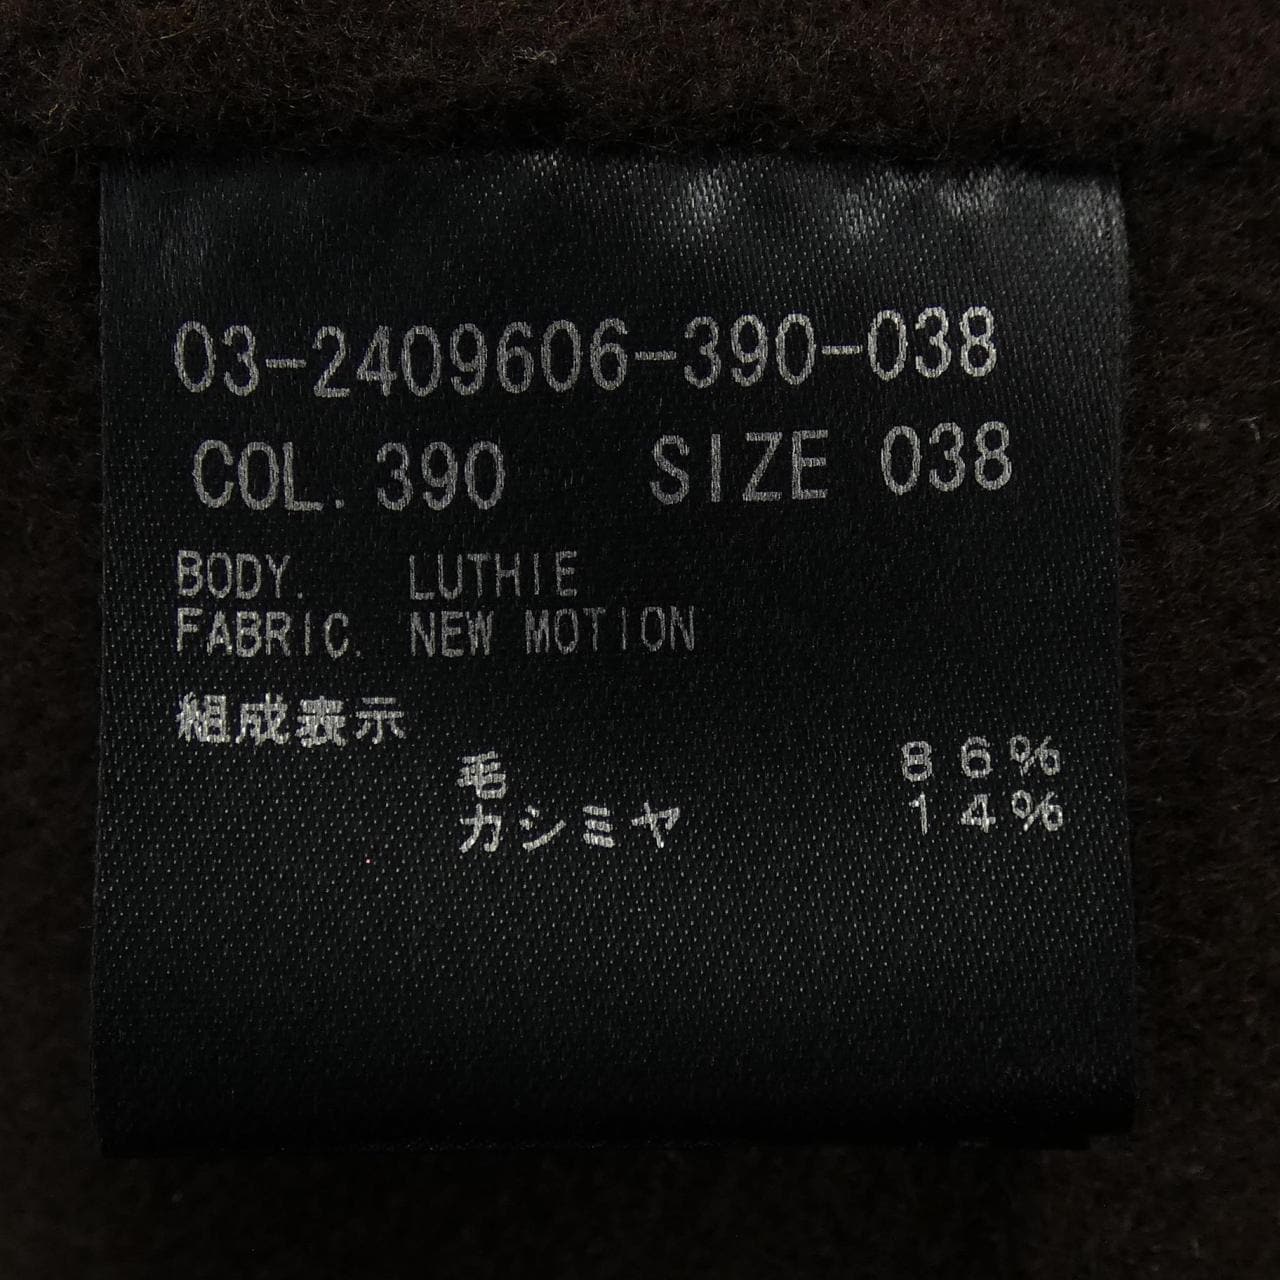 03-2409606-390-038
COL. 390 SIZE 038
BODY. LUTHIE
FABRIC. NEW MOTION
組成表示
毛 86%
カシミヤ 14%